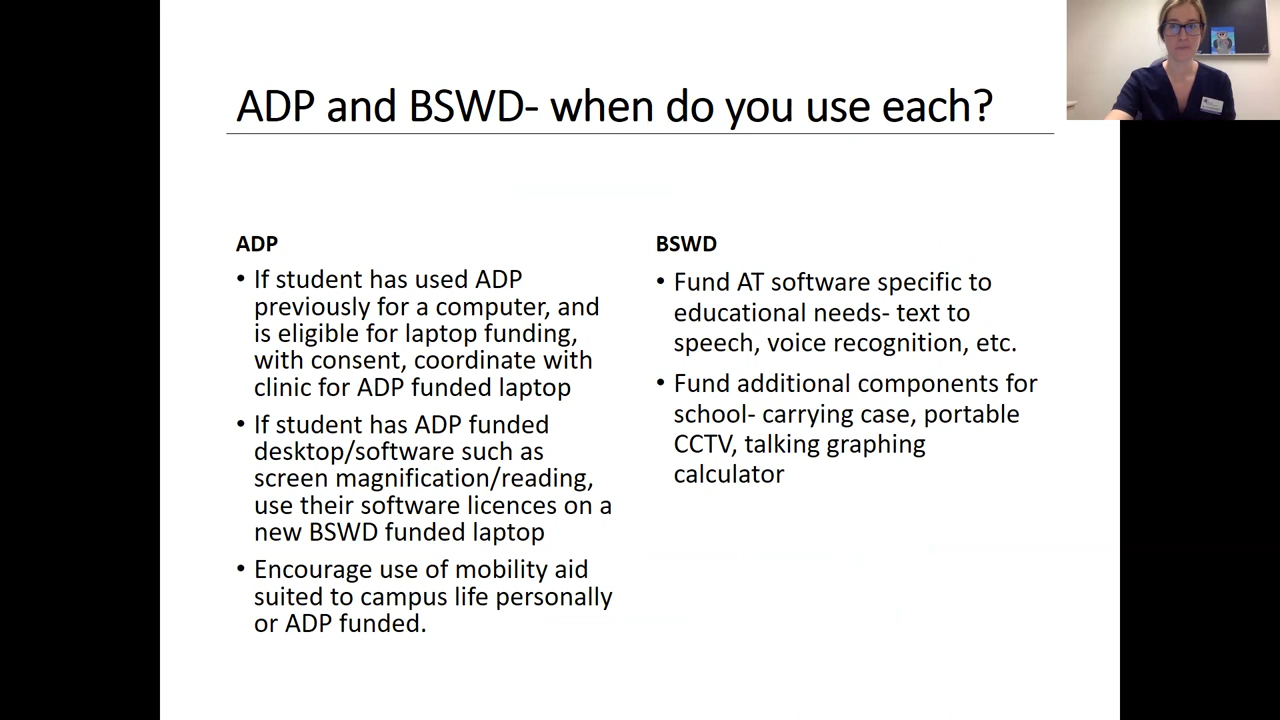 ADP and BSWD- when do you use each?
ADP
• If student has used ADP
previously for a computer, and
is eligible for laptop funding,
with consent, coordinate with
clinic for ADP funded laptop
• If student has ADP funded
desktop/software such as
screen magnification/reading,
use their software licences on a
new BSWD funded laptop
• Encourage use of mobility aid
suited to campus life personally
or ADP funded.
BSWD
• Fund AT software specific to
educational needs- text to
speech, voice recognition, etc.
• Fund additional components for
school- carrying case, portable
CCTV, talking graphing
calculator